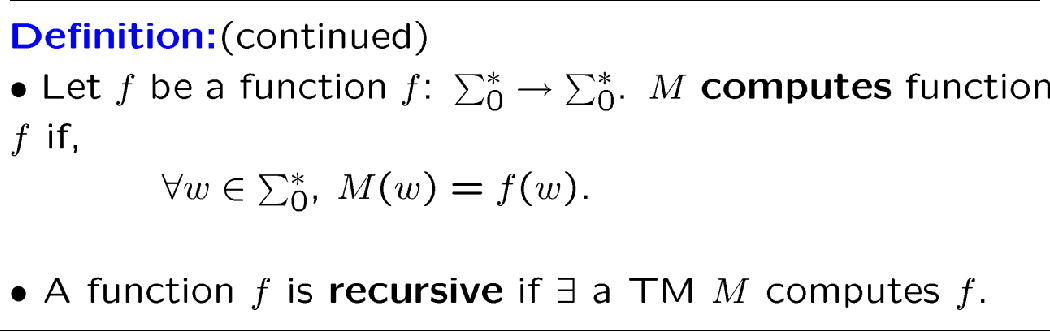 Definition:(continued)
• Let f be a function f: Σ₀* → Σ₀*. M computes function
f if,
∀w ∈ Σ₀*, M(w) = f(w).
• A function f is recursive if ∃ a TM M computes f.